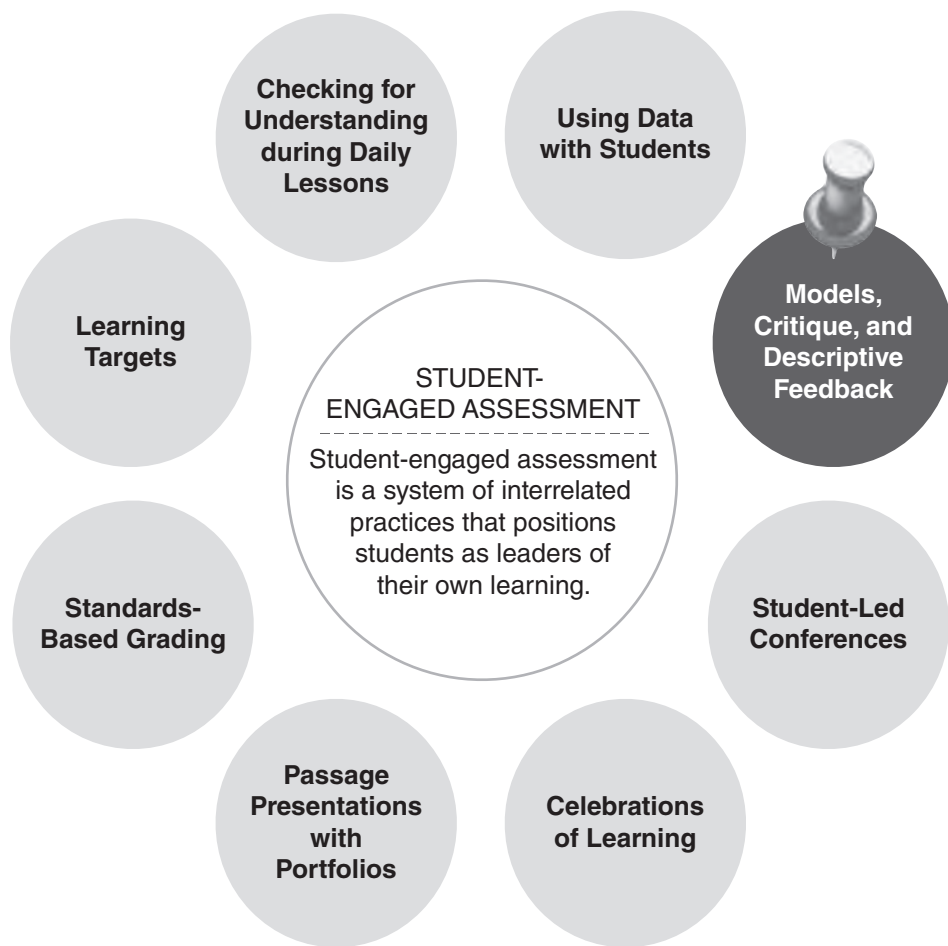 Checking for
Understanding
during Daily
Lessons
Using Data
with Students
Models,
Critique, and
Descriptive
Feedback
Learning
Targets
STUDENT-
ENGAGED ASSESSMENT
Student-engaged assessment
is a system of interrelated
practices that positions
students as leaders of
their own learning.
Standards-
Based Grading
Student-Led
Conferences
Passage
Presentations
with
Portfolios
Celebrations
of Learning